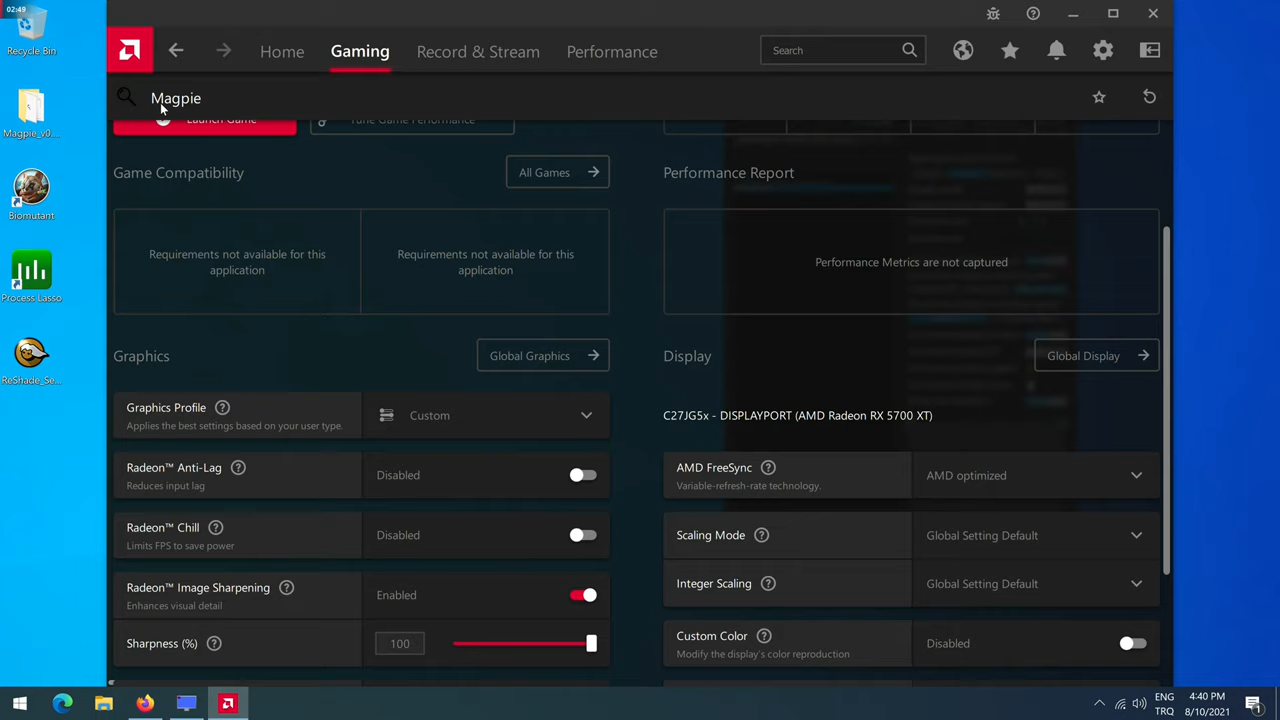 02:49
Recycle Bin
Magpie_v0...
Biomutant
Process Lasso
ReShade_Se...
Home
Gaming
Record & Stream
Performance
Search
Magpie
Launch Game
Tune Game Performance
Game Compatibility
All Games
Requirements not available for this
application
Requirements not available for this
application
Performance Report
Performance Metrics are not captured
Graphics
Global Graphics
Graphics Profile
Applies the best settings based on your user type.
Custom
Radeon™ Anti-Lag
Reduces input lag
Disabled
Radeon™ Chill
Limits FPS to save power
Disabled
Radeon™ Image Sharpening
Enhances visual detail
Enabled
Sharpness (%)
100
Display
Global Display
C27JG5x - DISPLAYPORT (AMD Radeon RX 5700 XT)
AMD FreeSync
Variable-refresh-rate technology.
AMD optimized
Scaling Mode
Global Setting Default
Integer Scaling
Global Setting Default
Custom Color
Modify the display's color reproduction
Disabled
ENG
TRQ
4:40 PM
8/10/2021
1